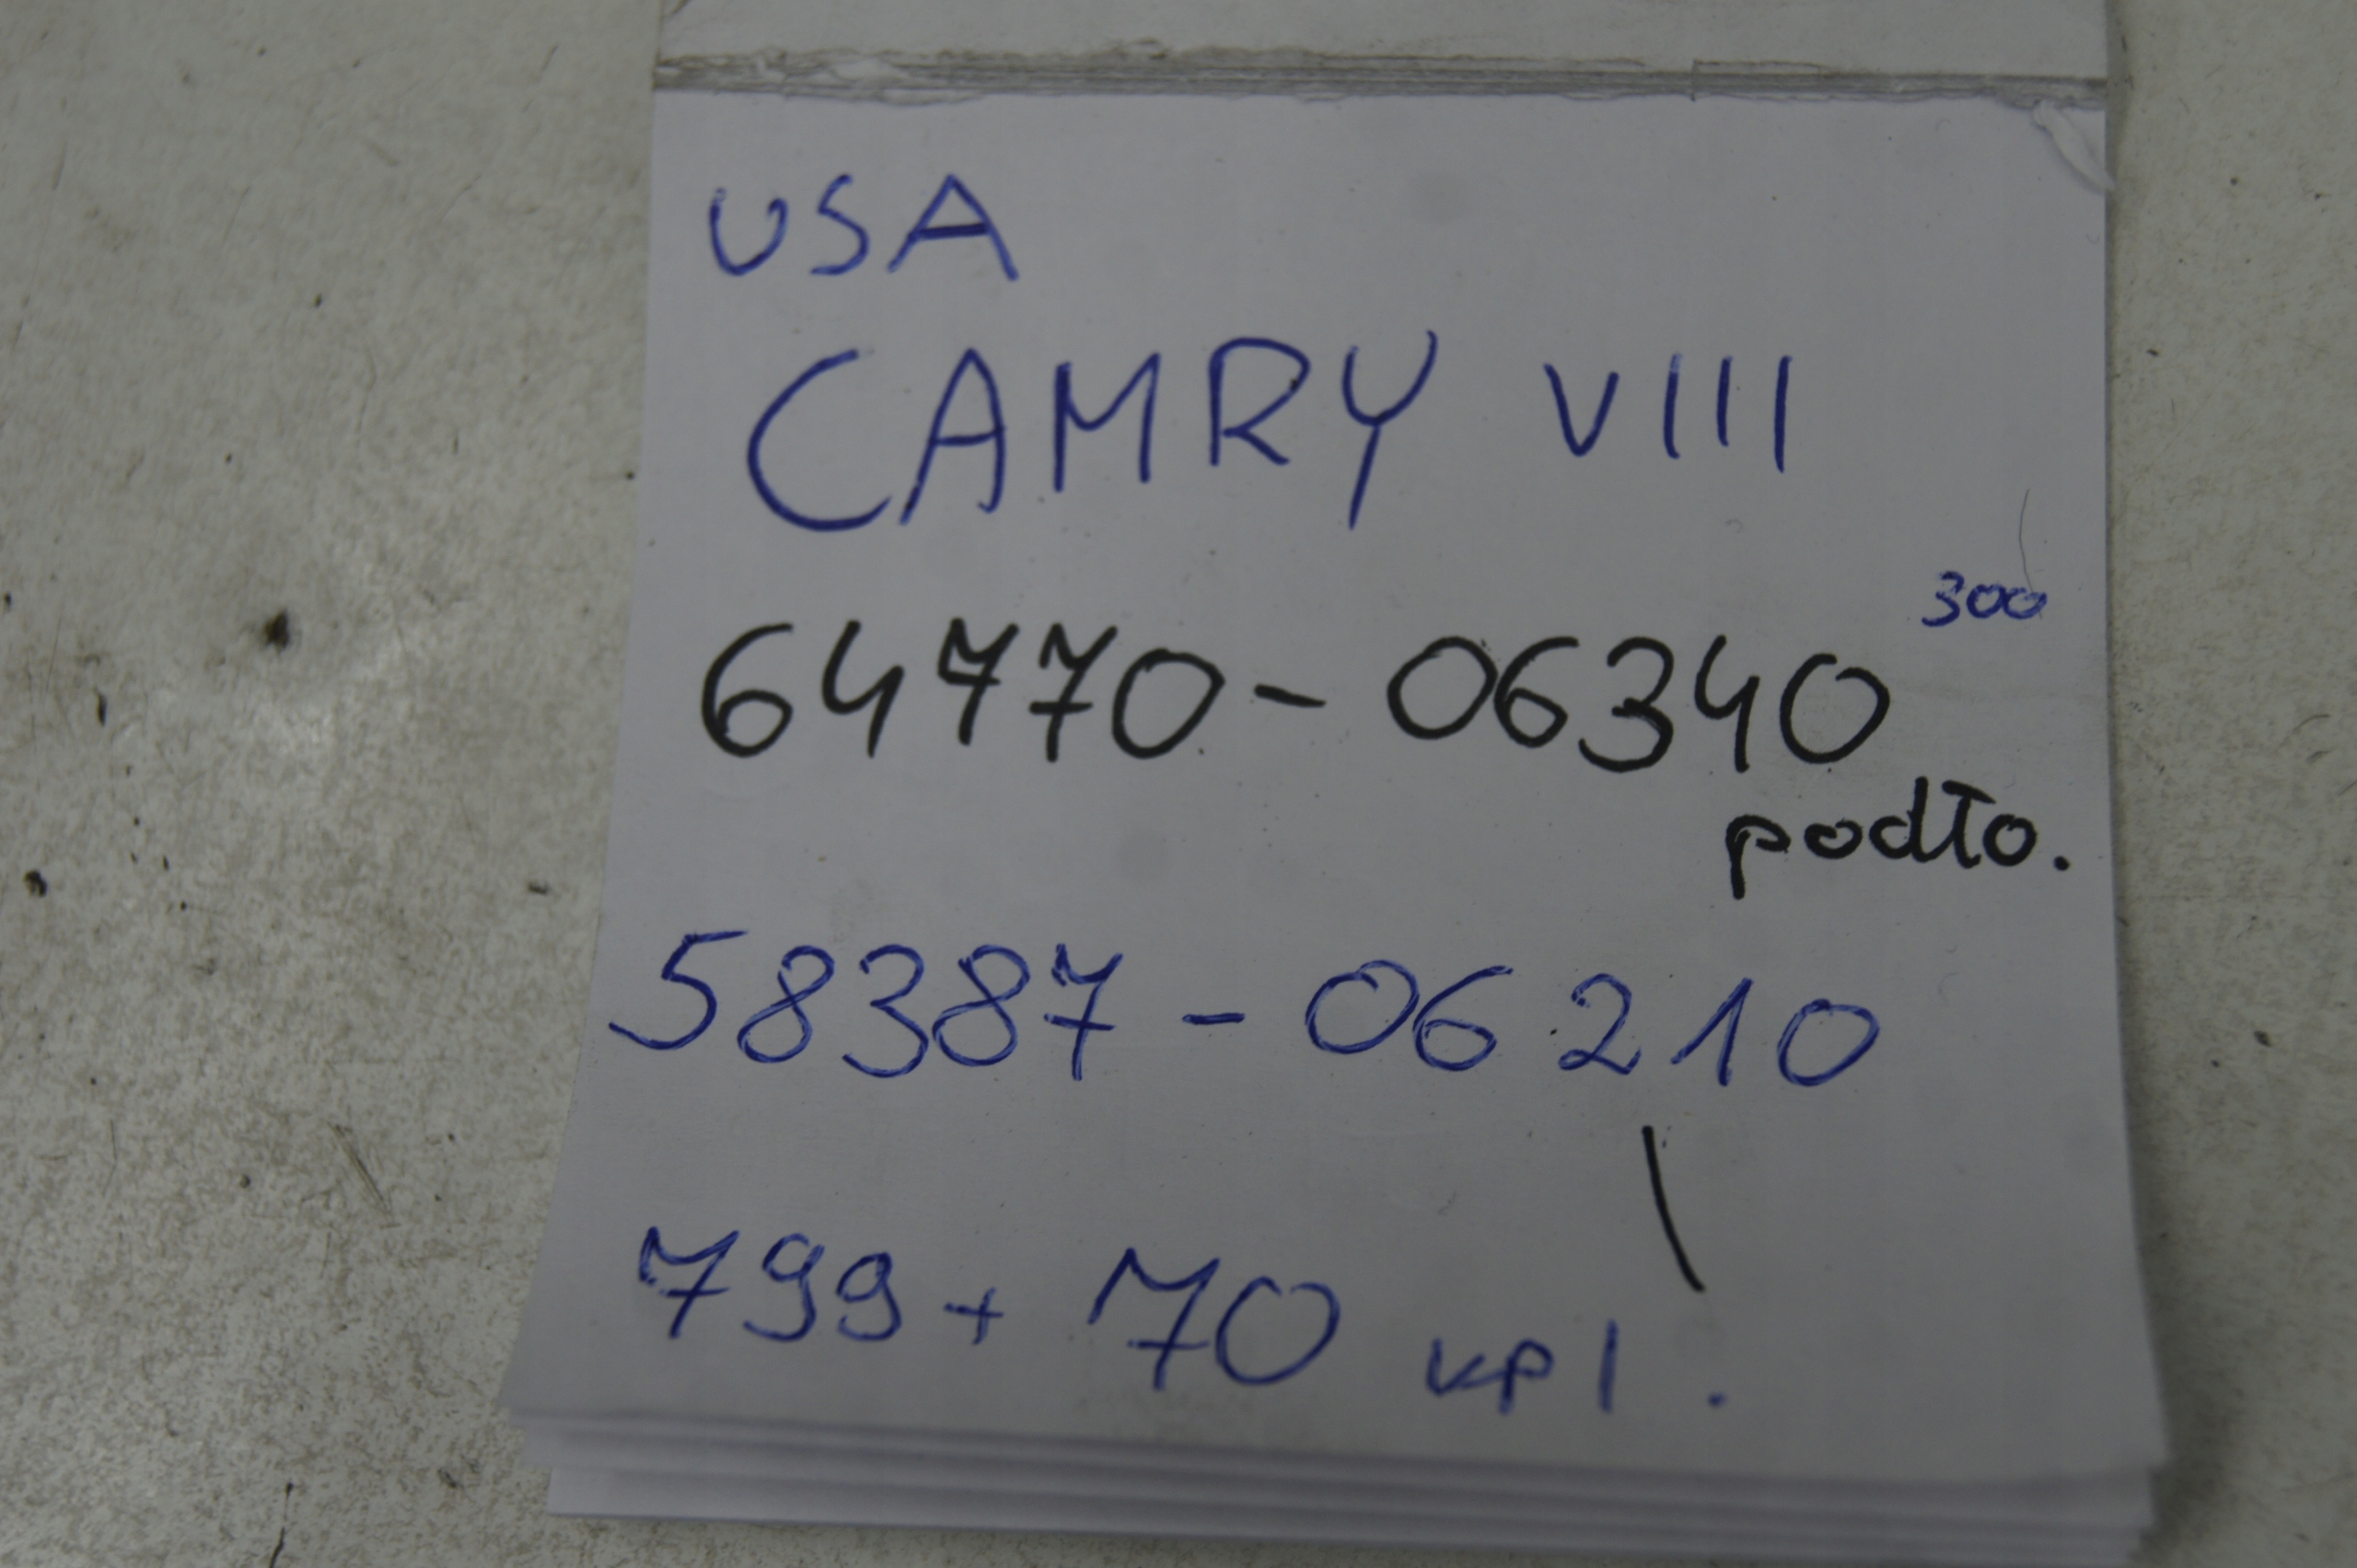 USA
CAMRY VIII
300
64770 - 06340
podło.
58387 - 06210
799 + 70 kpl.